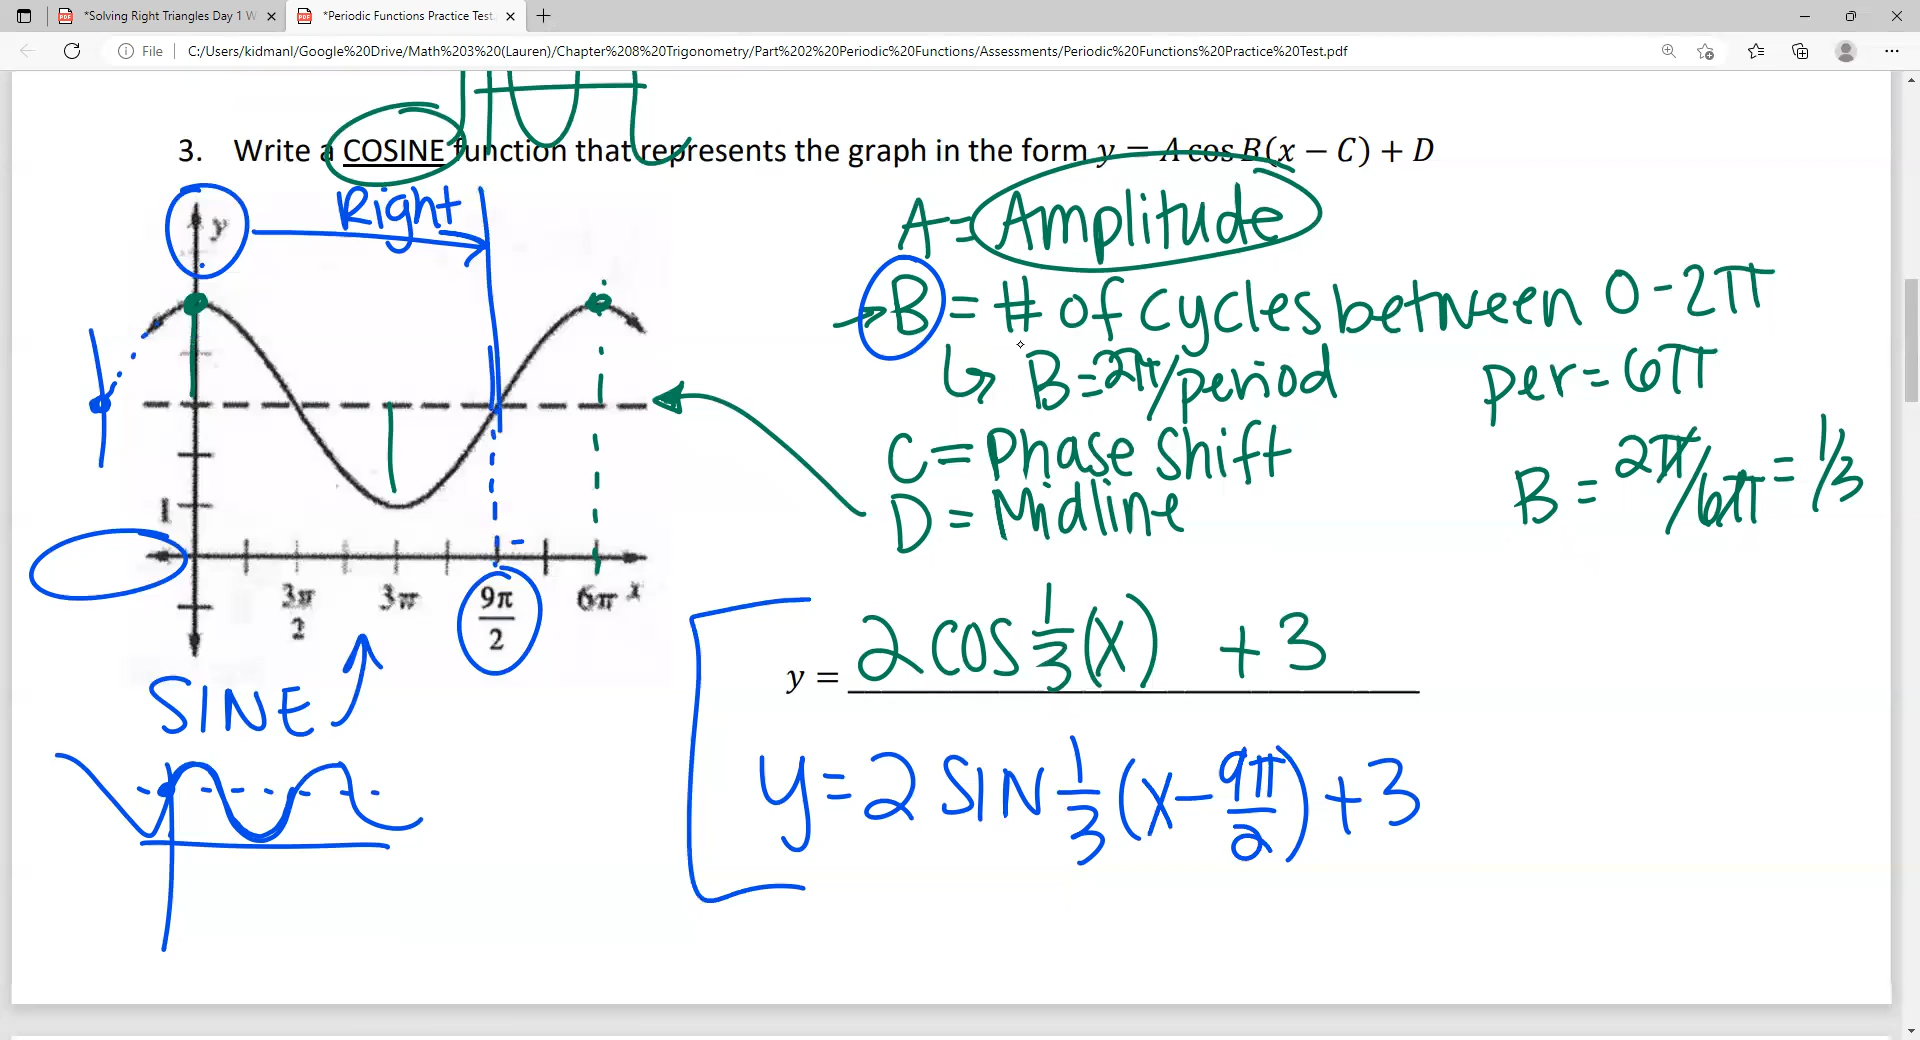 *Solving Right Triangles Day 1 W
*Periodic Functions Practice Test.
File
C:/Users/kidmanl/Google%20Drive/Math%203%20(Lauren)/Chapter%208%20Trigonometry/Part%202%20Periodic%20Functions/Assessments/Periodic%20Functions%20Practice%20Test.pdf
3. Write a COSINE function that represents the graph in the form y = A cos B(x − C) + D
Right
y
A = Amplitude
B = # of cycles between 0 - 2π
B = 2π/period
per = 6π
C = Phase Shift
B = 2π/6π = 1/3
D = Midline
1
3π/2
3π
9π/2
6π
x
y = 2 cos 1/3 (x) + 3
SINE
y = 2 SIN 1/3 (x - 9π/2) + 3